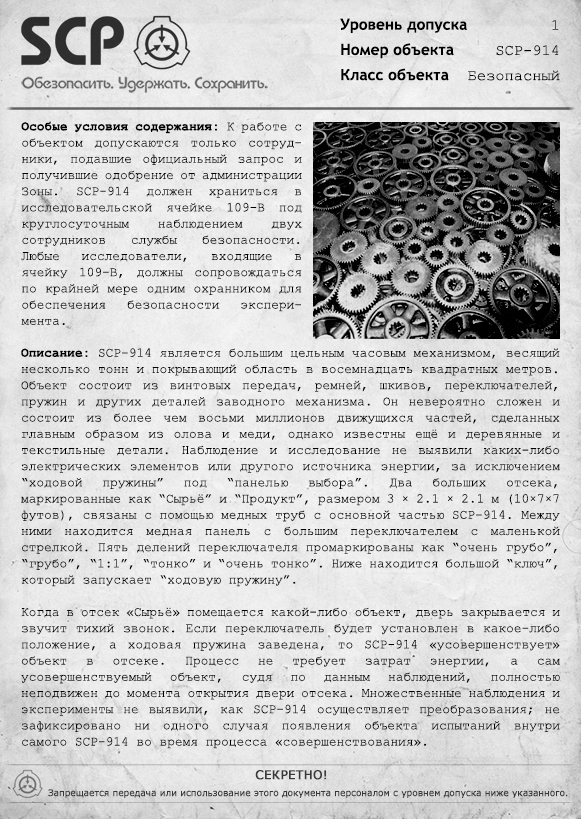 SCP
Обезопасить. Удержать. Сохранить.
Уровень допуска 1
Номер объекта SCP-914
Класс объекта Безопасный
Особые условия содержания: К работе с
объектом допускаются только сотруд-
ники, подавшие официальный запрос и
получившие одобрение от администрации
Зоны. SCP-914 должен храниться в
исследовательской ячейке 109-B под
круглосуточным наблюдением двух
сотрудников службы безопасности.
Любые исследователи, входящие в
ячейку 109-B, должны сопровождаться
по крайней мере одним охранником для
обеспечения безопасности экспери-
мента.
Описание: SCP-914 является большим цельным часовым механизмом, весящий
несколько тонн и покрывающий область в восемнадцать квадратных метров.
Объект состоит из винтовых передач, ремней, шкивов, переключателей,
пружин и других деталей заводного механизма. Он невероятно сложен и
состоит из более чем восьми миллионов движущихся частей, сделанных
главным образом из олова и меди, однако известны ещё и деревянные и
текстильные детали. Наблюдение и исследование не выявили каких-либо
электрических элементов или другого источника энергии, за исключением
“ходовой пружины” под “панелью выбора”. Два больших отсека,
маркированные как “Сырьё” и “Продукт”, размером 3 × 2.1 × 2.1 м (10×7×7
футов), связаны с помощью медных труб с основной частью SCP-914. Между
ними находится медная панель с большим переключателем с маленькой
стрелкой. Пять делений переключателя промаркированы как “очень грубо”,
“грубо”, “1:1”, “тонко” и “очень тонко”. Ниже находится большой “ключ”,
который запускает “ходовую пружину”.
Когда в отсек «Сырьё» помещается какой-либо объект, дверь закрывается и
звучит тихий звонок. Если переключатель будет установлен в какое-либо
положение, а ходовая пружина заведена, то SCP-914 «усовершенствует»
объект в отсеке. Процесс не требует затрат энергии, а сам
усовершенствуемый объект, судя по данным наблюдений, полностью
неподвижен до момента открытия двери отсека. Множественные наблюдения и
эксперименты не выявили, как SCP-914 осуществляет преобразования; не
зафиксировано ни одного случая появления объекта испытаний внутри
самого SCP-914 во время процесса «совершенствования».
СЕКРЕТНО!
Запрещается передача или использование этого документа персоналом с уровнем допуска ниже указанного.